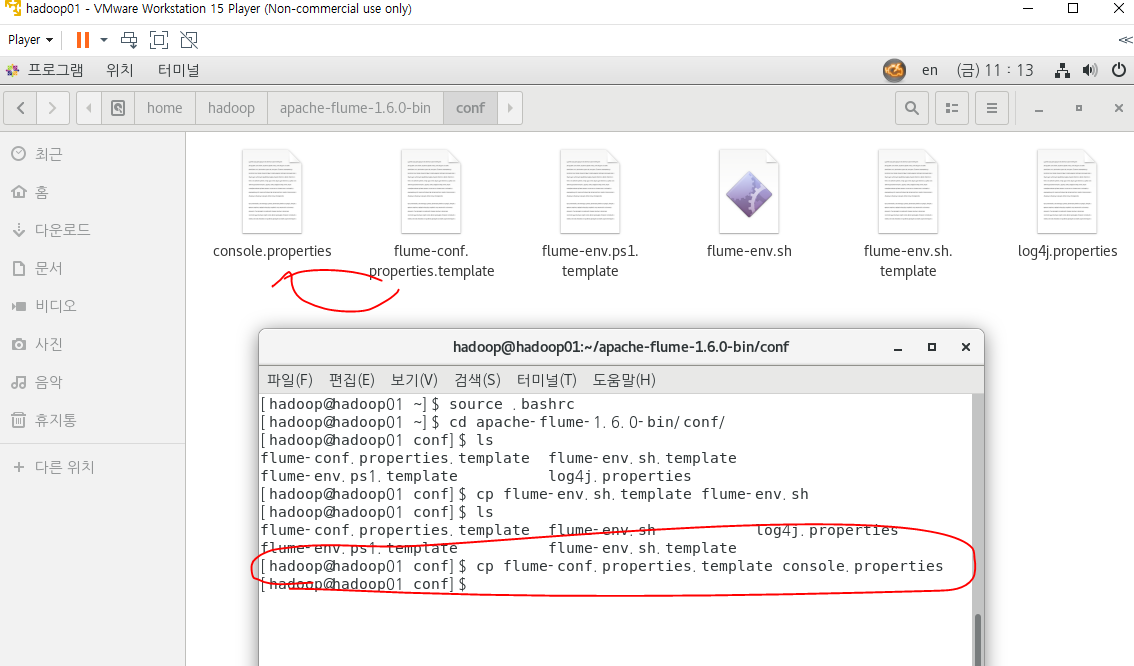 hadoop01 - VMware Workstation 15 Player (Non-commercial use only)
Player
프로그램 위치 터미널 en (금) 11 : 13
home hadoop apache-flume-1.6.0-bin conf
최근
홈
다운로드
문서
비디오
사진
음악
휴지통
다른 위치
console.properties
flume-conf.
properties.template
flume-env.ps1.
template
flume-env.sh
flume-env.sh.
template
log4j.properties
hadoop@hadoop01:~/apache-flume-1.6.0-bin/conf
파일(F) 편집(E) 보기(V) 검색(S) 터미널(T) 도움말(H)
[hadoop@hadoop01 ~]$ source .bashrc
[hadoop@hadoop01 ~]$ cd apache-flume-1.6.0-bin/conf/
[hadoop@hadoop01 conf]$ ls
flume-conf.properties.template flume-env.sh.template
flume-env.ps1.template log4j.properties
[hadoop@hadoop01 conf]$ cp flume-env.sh.template flume-env.sh
[hadoop@hadoop01 conf]$ ls
flume-conf.properties.template flume-env.sh log4j.properties
flume-env.ps1.template flume-env.sh.template
[hadoop@hadoop01 conf]$ cp flume-conf.properties.template console.properties
[hadoop@hadoop01 conf]$